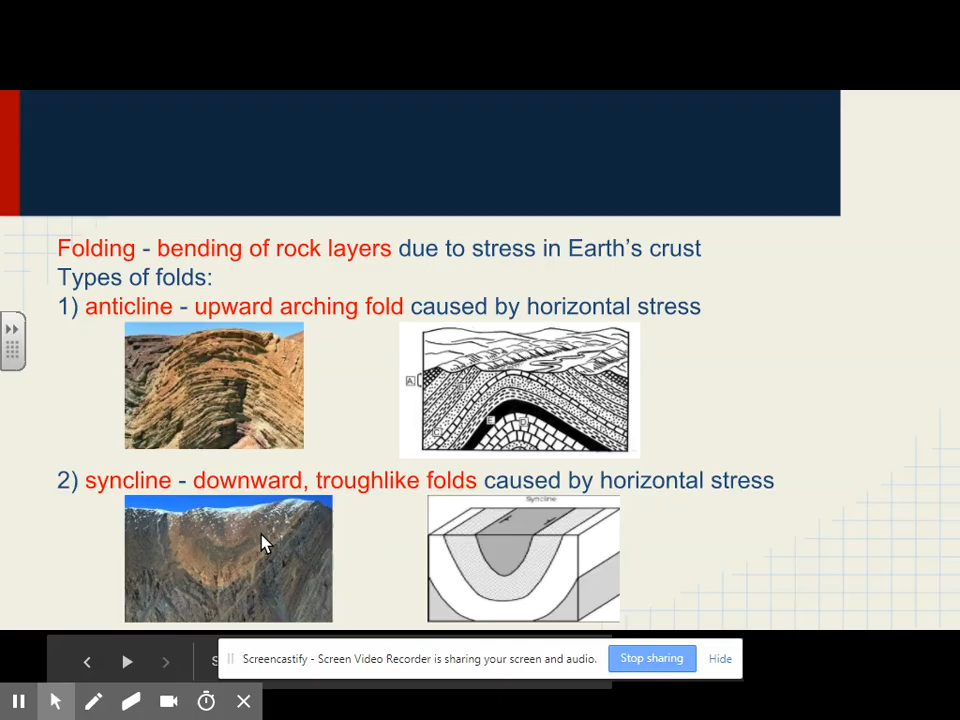 Folding - bending of rock layers due to stress in Earth's crust
Types of folds:
1) anticline - upward arching fold caused by horizontal stress
A
E
D
2) syncline - downward, troughlike folds caused by horizontal stress
Syncline
S
Screencastify - Screen Video Recorder is sharing your screen and audio.
Stop sharing
Hide